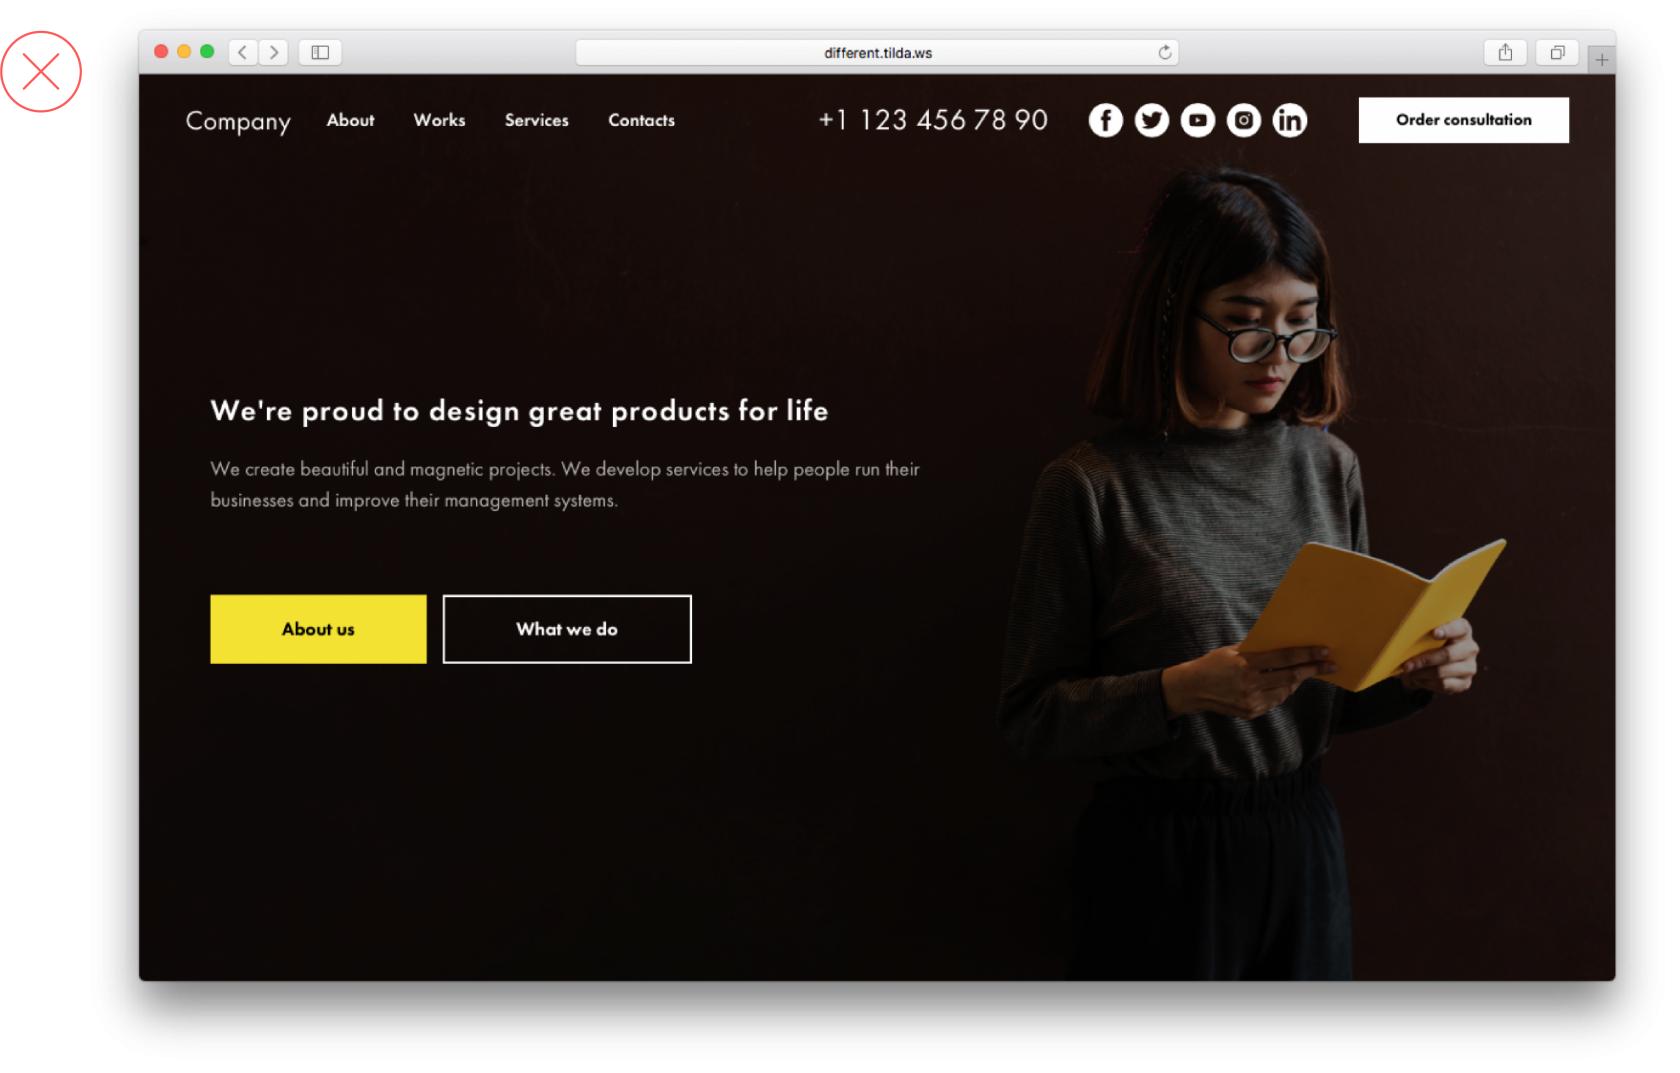 different.tilda.ws
Company About Works Services Contacts +1 123 456 78 90 Order consultation
We're proud to design great products for life
We create beautiful and magnetic projects. We develop services to help people run their
businesses and improve their management systems.
About us What we do